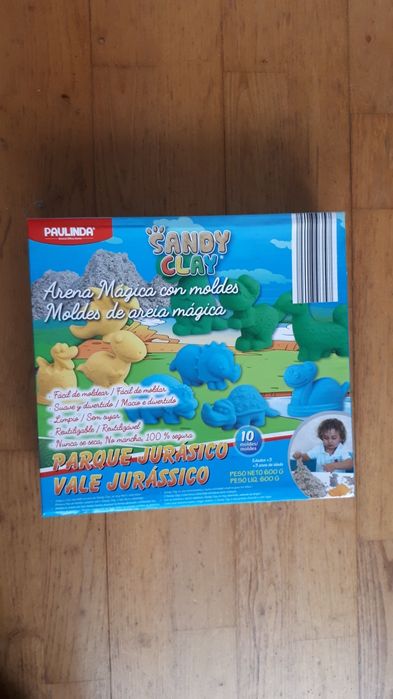 PAULINDA
SANDY
CLAY
Arena Mágica con moldes
Moldes de areia mágica
Fácil de moldear / Fácil de moldar
Suave y divertido / Macio e divertido
Limpio / Sem sujar
Reutilizable / Reutilizável
Nunca se seca, No mancha, 100 % segura
PARQUE JURÁSICO
VALE JURÁSSICO
10
moldes/
moldes
PESO NETO 600 G
PESO LIQ. 600 G